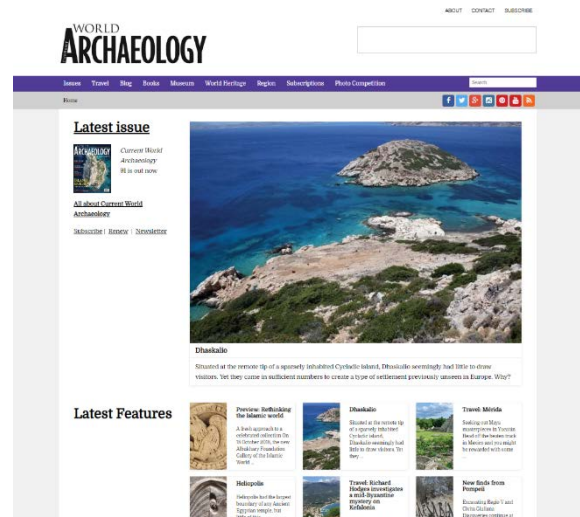 ABOUT CONTACT SUBSCRIBE
WORLD
ARCHAEOLOGY
Issues Travel Blog Books Museum World Heritage Region Subscriptions Photo Competition Search
Home
Latest issue
ARCHAEOLOGY
Current World
Archaeology
is out now
All about Current World
Archaeology
Subscribe | Renew | Newsletter
Dhaskalio
Situated at the remote tip of a sparsely inhabited Cycladic island, Dhaskalio seemingly had little to draw
visitors. Yet they came in sufficient numbers to create a type of settlement previously unseen in Europe. Why?
Latest Features
Preview: Rethinking
the Islamic world
A fresh approach to a
celebrated collection On
18 October 2018, the new
Albukhary Foundation
Gallery of the Islamic
World ...
Dhaskalio
Situated at the remote tip
of a sparsely inhabited
Cycladic island,
Dhaskalio seemingly had
little to draw visitors. Yet
they ...
Travel: Mérida
Seeking out Maya
masterpieces in Yucatán
Head off the beaten track
in Mexico and you might
be rewarded with some
...
Heliopolis
Heliopolis had the largest
boundary of any Ancient
Egyptian temple, but
Travel: Richard
Hodges investigates
a mid-Byzantine
mystery on
Kefalonia
New finds from
Pompeii
Excavating Regio V and
Civita Giuliana
Discoveries continue at